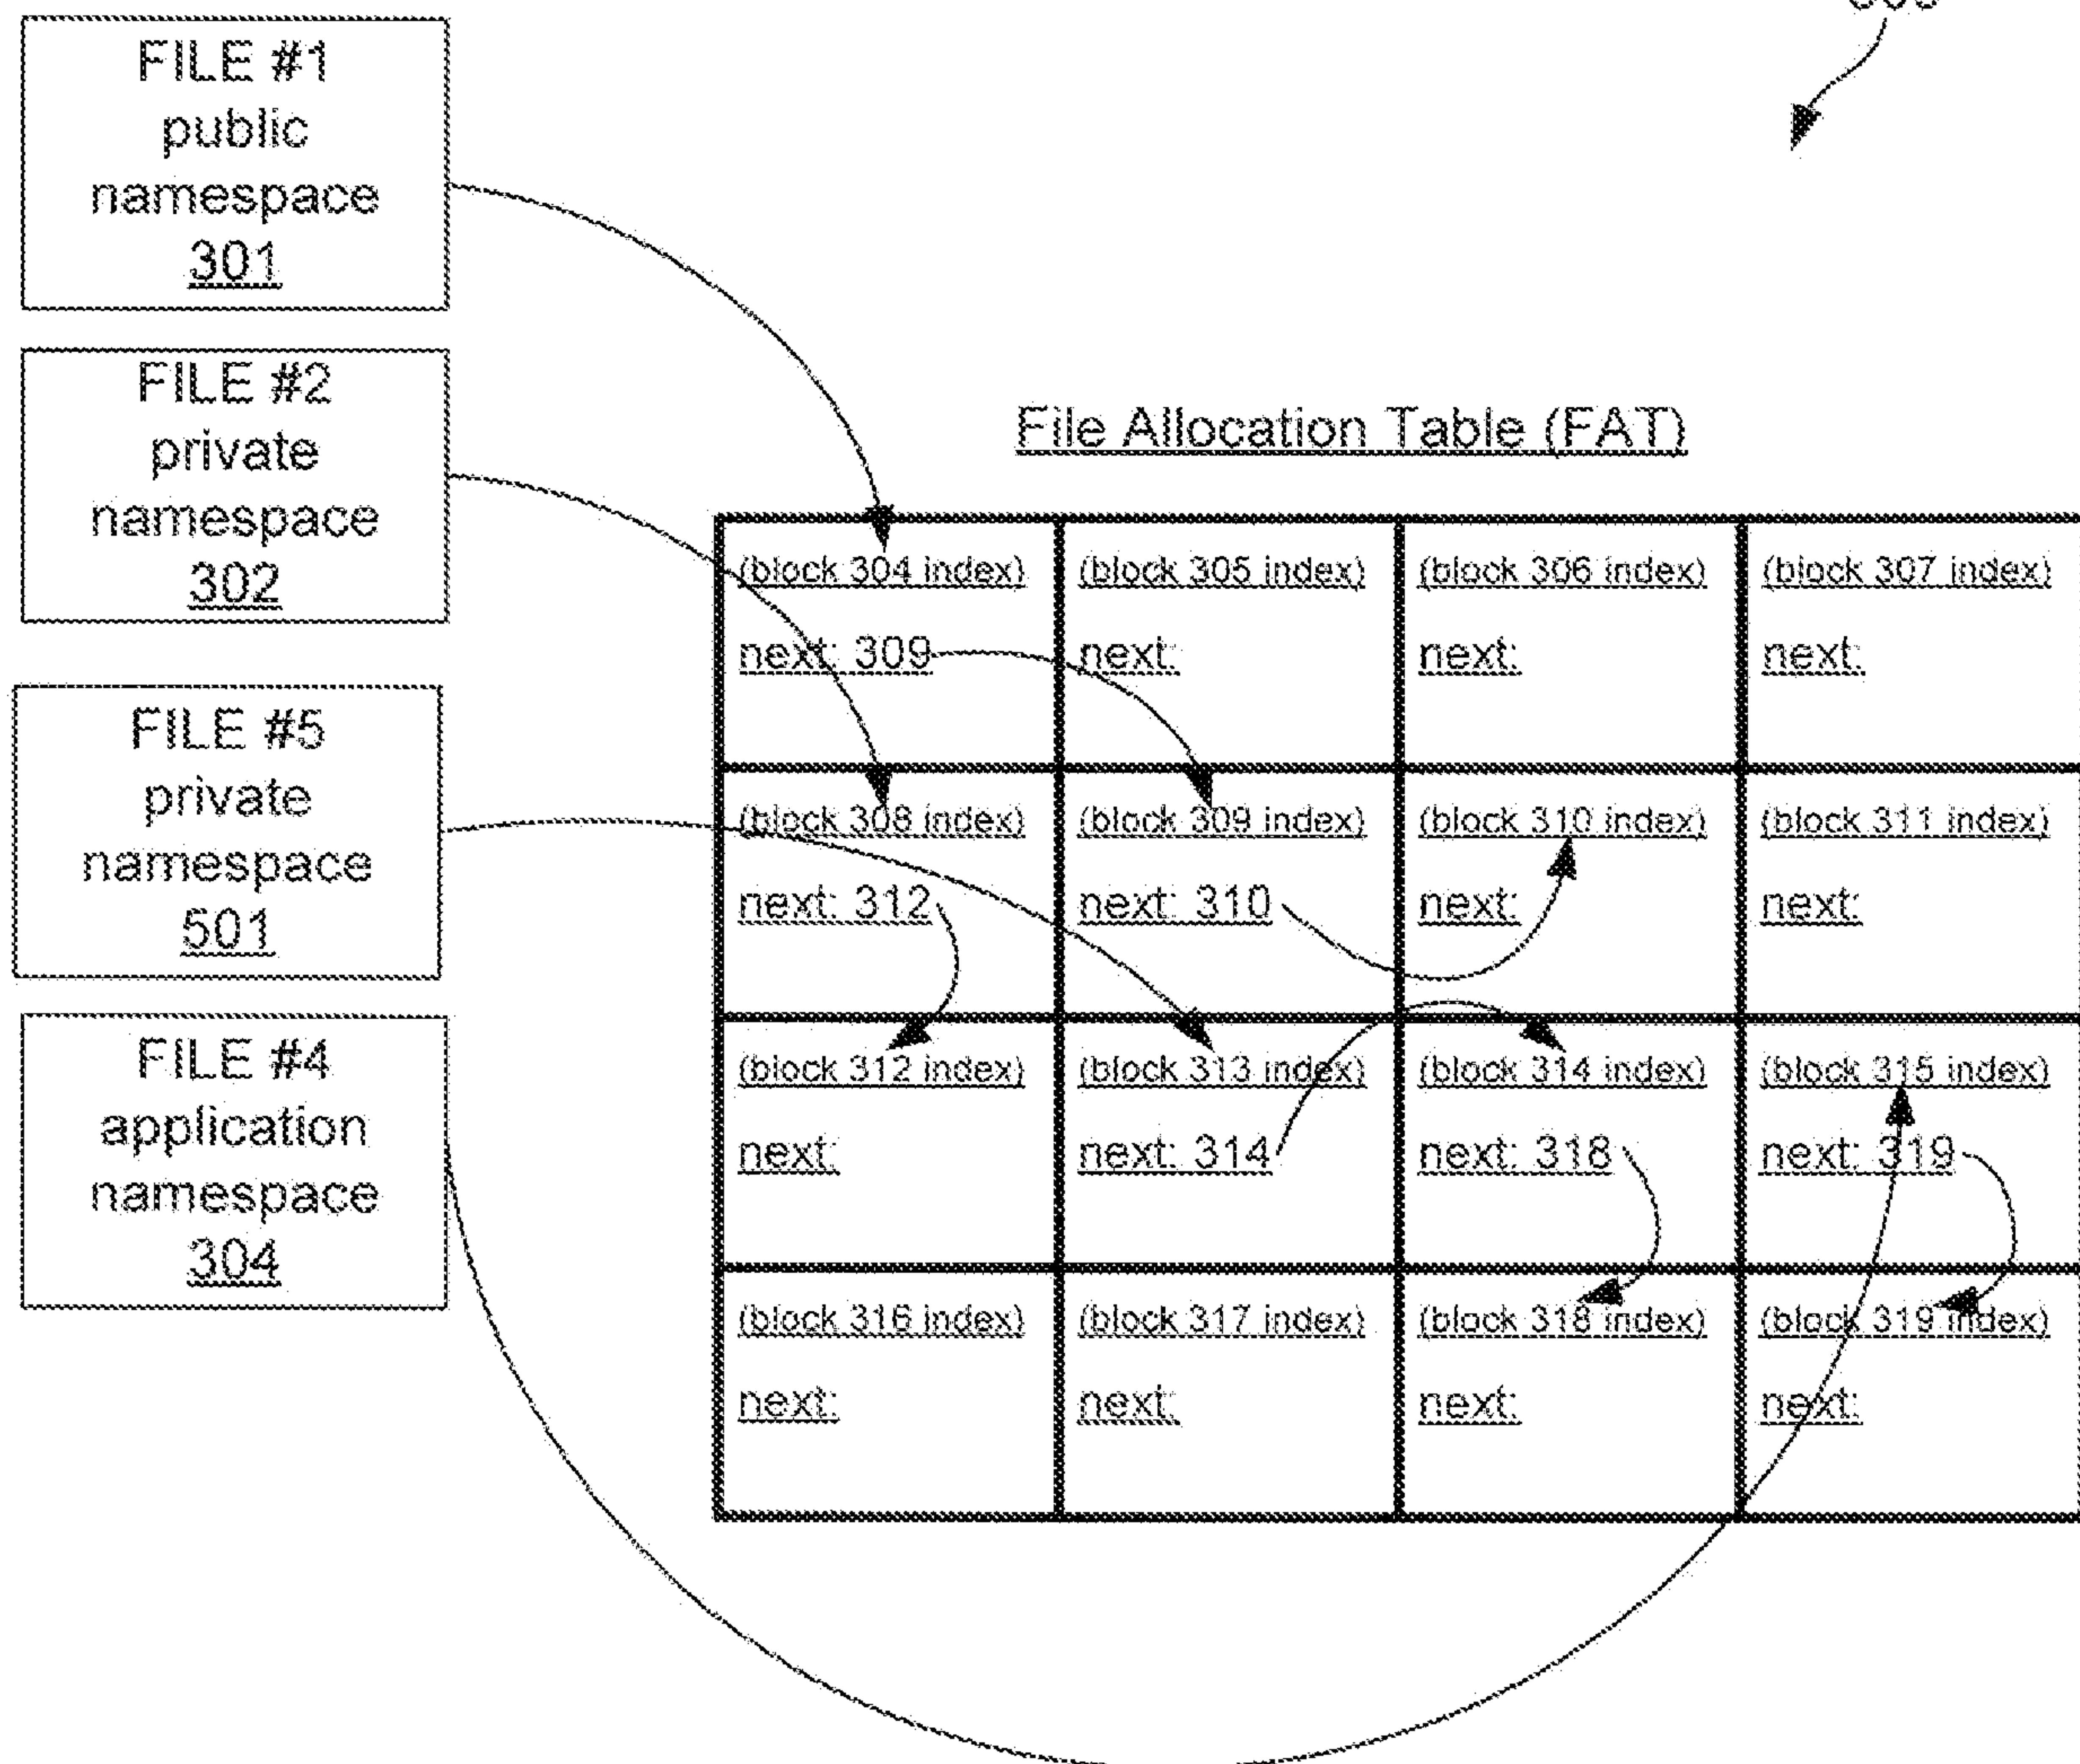 FILE #1
public
namespace
301
FILE #2
private
namespace
302
FILE #5
private
namespace
501
FILE #4
application
namespace
304
File Allocation Table (FAT)
(block 304 index) (block 305 index) (block 306 index) (block 307 index)
next: 309 next: next: next:
(block 308 index) (block 309 index) (block 310 index) (block 311 index)
next: 312 next: 310 next: next:
(block 312 index) (block 313 index) (block 314 index) (block 315 index)
next: next: 314 next: 318 next: 319
(block 316 index) (block 317 index) (block 318 index) (block 319 index)
next: next: next: next: